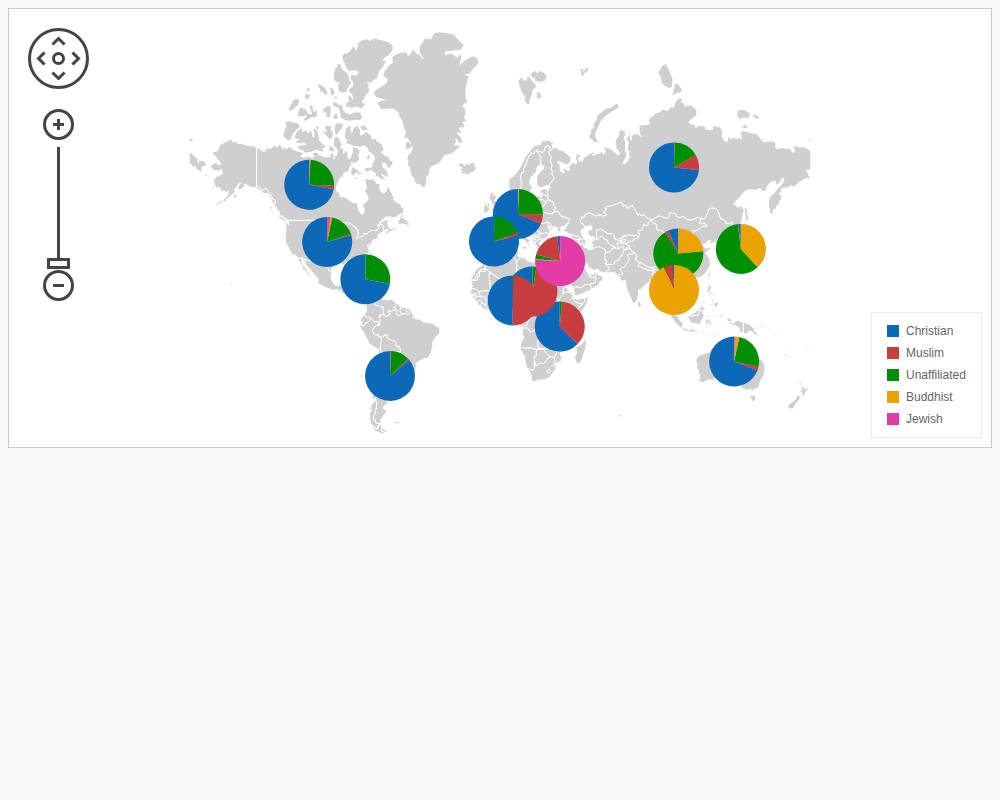 Christian
Muslim
Unaffiliated
Buddhist
Jewish